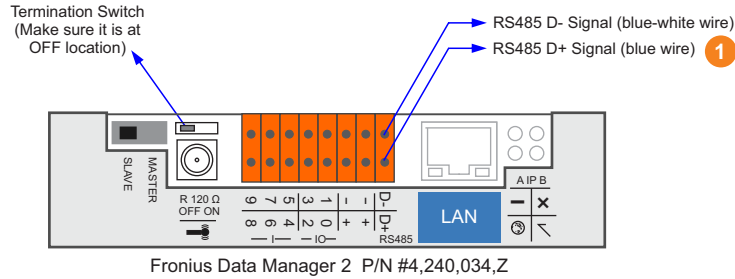 Termination Switch
(Make sure it is at
OFF location)
RS485 D- Signal (blue-white wire)
RS485 D+ Signal (blue wire)
1
SLAVE
MASTER
R 120 Ω
OFF ON
9 7 5 3 1 - - D-
8 6 4 2 0 + + D+
I
IO
RS485
LAN
A IP B
Fronius Data Manager 2 P/N #4,240,034,Z